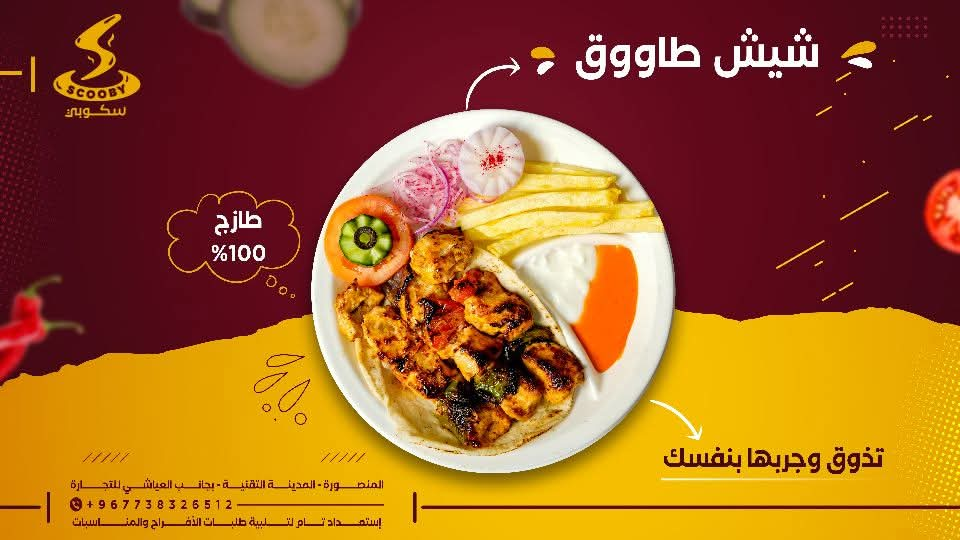 شيش طاووق
SCOOBY
سكوبي
طازج
100%
تذوق وجربها بنفسك
المنصورة - المدينة التقنية - بجانب العياشي للتجارة
+967738326512
إستعداد تام لتلبية طلبات الأفراح والمناسبات